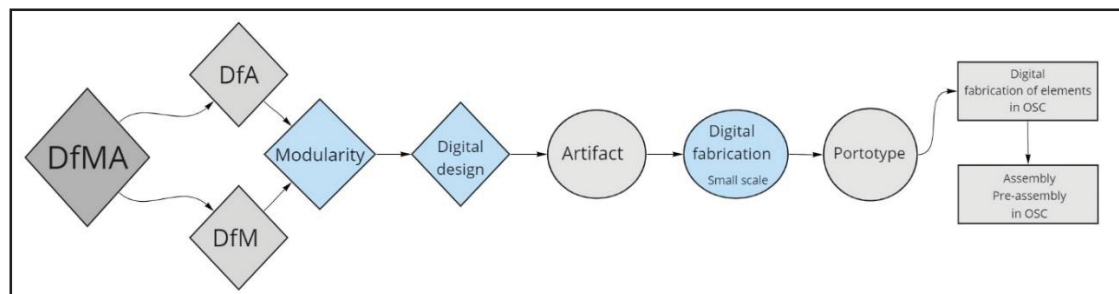 DfMA
DfA
DfM
Modularity
Digital
design
Artifact
Digital
fabrication
Small scale
Portotype
Digital
fabrication of elements
in OSC
Assembly
Pre-assembly
in OSC